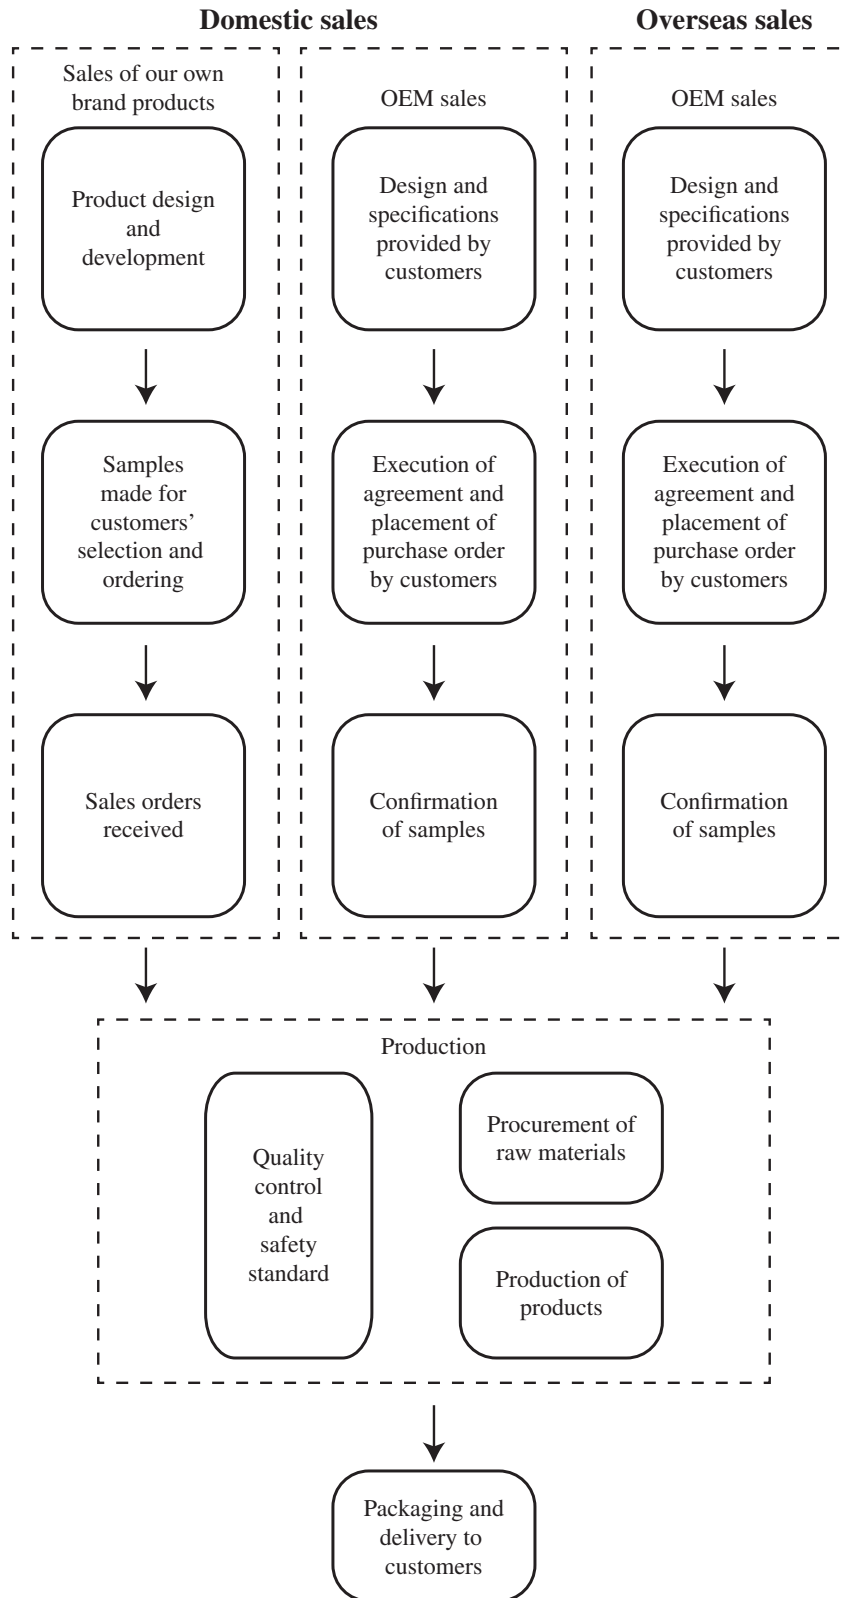 Domestic sales
Overseas sales
Sales of our own
brand products
OEM sales
OEM sales
Product design
and
development
Design and
specifications
provided by
customers
Design and
specifications
provided by
customers
Samples
made for
customers’
selection and
ordering
Execution of
agreement and
placement of
purchase order
by customers
Execution of
agreement and
placement of
purchase order
by customers
Sales orders
received
Confirmation
of samples
Confirmation
of samples
Production
Quality
control
and
safety
standard
Procurement of
raw materials
Production of
products
Packaging and
delivery to
customers